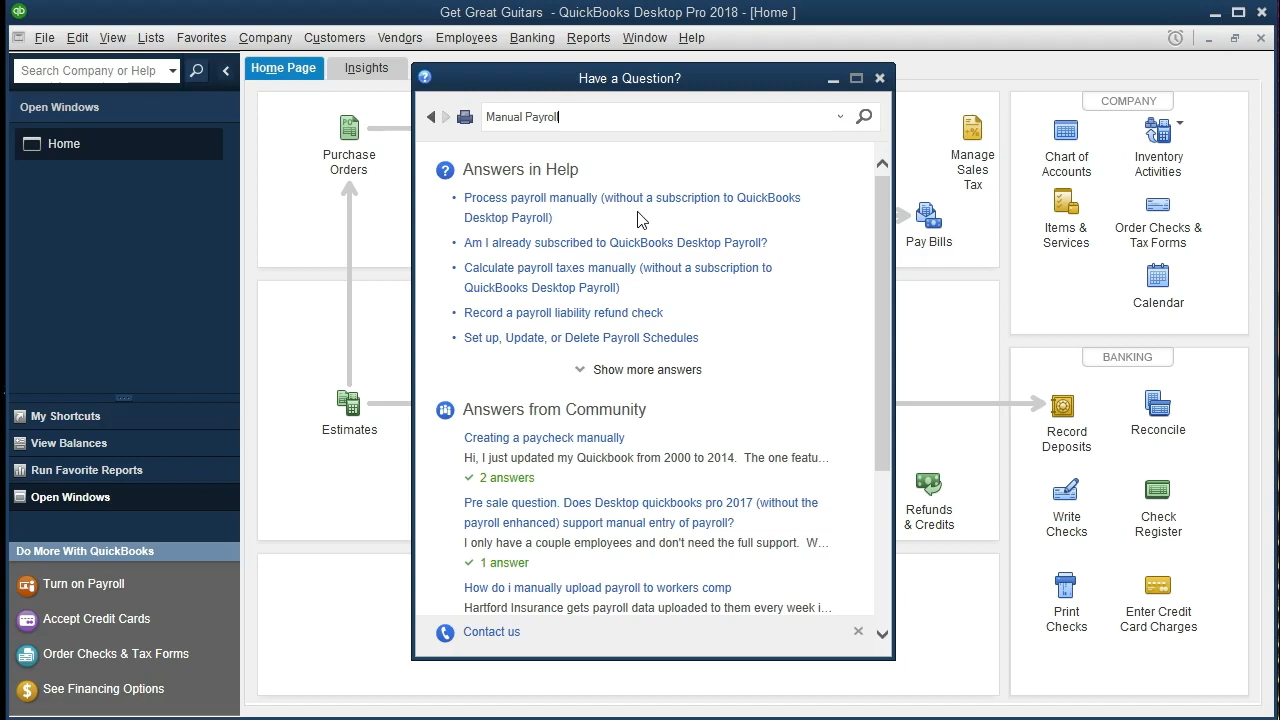 qb
Get Great Guitars - QuickBooks Desktop Pro 2018 - [Home ]
File Edit View Lists Favorites Company Customers Vendors Employees Banking Reports Window Help
Search Company or Help
Open Windows
Home
My Shortcuts
View Balances
Run Favorite Reports
Open Windows
Do More With QuickBooks
Turn on Payroll
Accept Credit Cards
Order Checks & Tax Forms
See Financing Options
Home Page
Insights
PO
Purchase
Orders
Estimates
Have a Question?
Manual Payroll
Answers in Help
• Process payroll manually (without a subscription to QuickBooks
Desktop Payroll)
• Am I already subscribed to QuickBooks Desktop Payroll?
• Calculate payroll taxes manually (without a subscription to
QuickBooks Desktop Payroll)
• Record a payroll liability refund check
• Set up, Update, or Delete Payroll Schedules
Show more answers
Answers from Community
Creating a paycheck manually
Hi, I just updated my Quickbook from 2000 to 2014. The one featu...
2 answers
Pre sale question. Does Desktop quickbooks pro 2017 (without the
payroll enhanced) support manual entry of payroll?
I only have a couple employees and don't need the full support. W...
1 answer
How do i manually upload payroll to workers comp
Hartford Insurance gets payroll data uploaded to them every week i...
Contact us
Manage
Sales
Tax
Pay Bills
Refunds
& Credits
COMPANY
Chart of
Accounts
Inventory
Activities
Items &
Services
Order Checks &
Tax Forms
Calendar
BANKING
Record
Deposits
Reconcile
Write
Checks
Check
Register
Print
Checks
Enter Credit
Card Charges